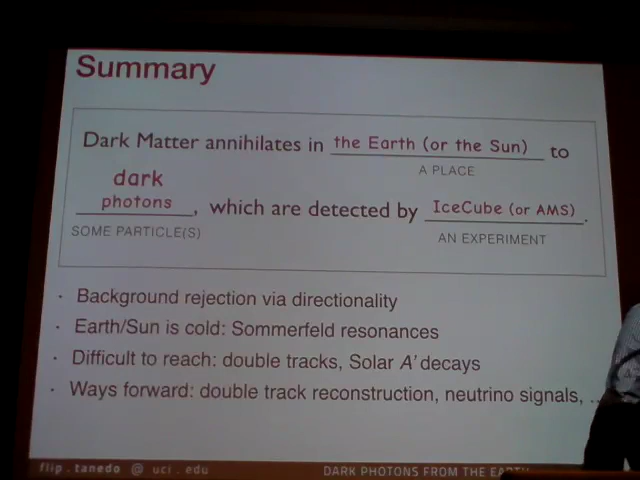 Summary
Dark Matter annihilates in the Earth (or the Sun) to
A PLACE
dark
photons, which are detected by IceCube (or AMS).
SOME PARTICLE(S) AN EXPERIMENT
· Background rejection via directionality
· Earth/Sun is cold: Sommerfeld resonances
· Difficult to reach: double tracks, Solar A' decays
· Ways forward: double track reconstruction, neutrino signals, ..
flip.tanedo @ uci.edu DARK PHOTONS FROM THE